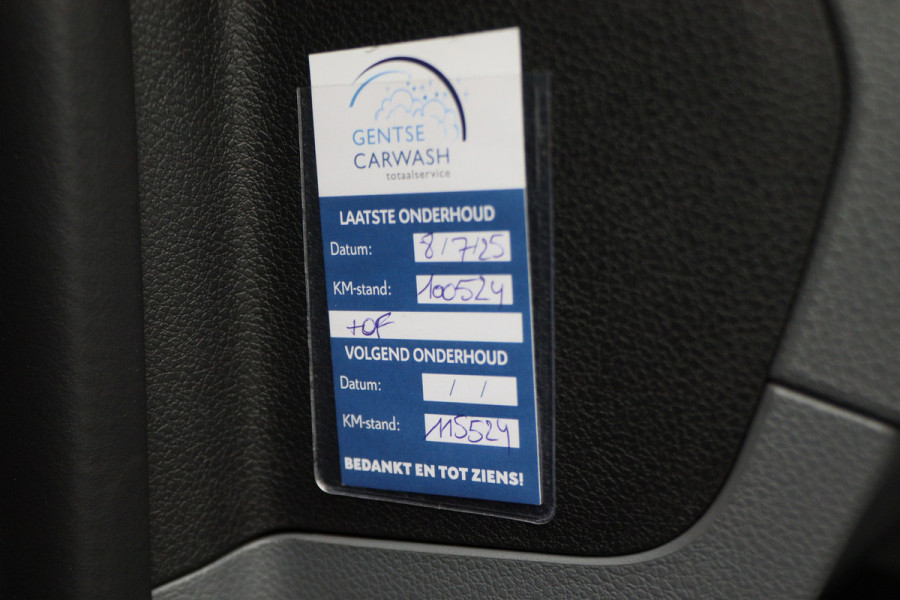 GENTSE
CARWASH
totaalservice
LAATSTE ONDERHOUD
Datum: 8/7/25
KM-stand: 100524
+OF
VOLGEND ONDERHOUD
Datum: / /
KM-stand: 115524
BEDANKT EN TOT ZIENS!